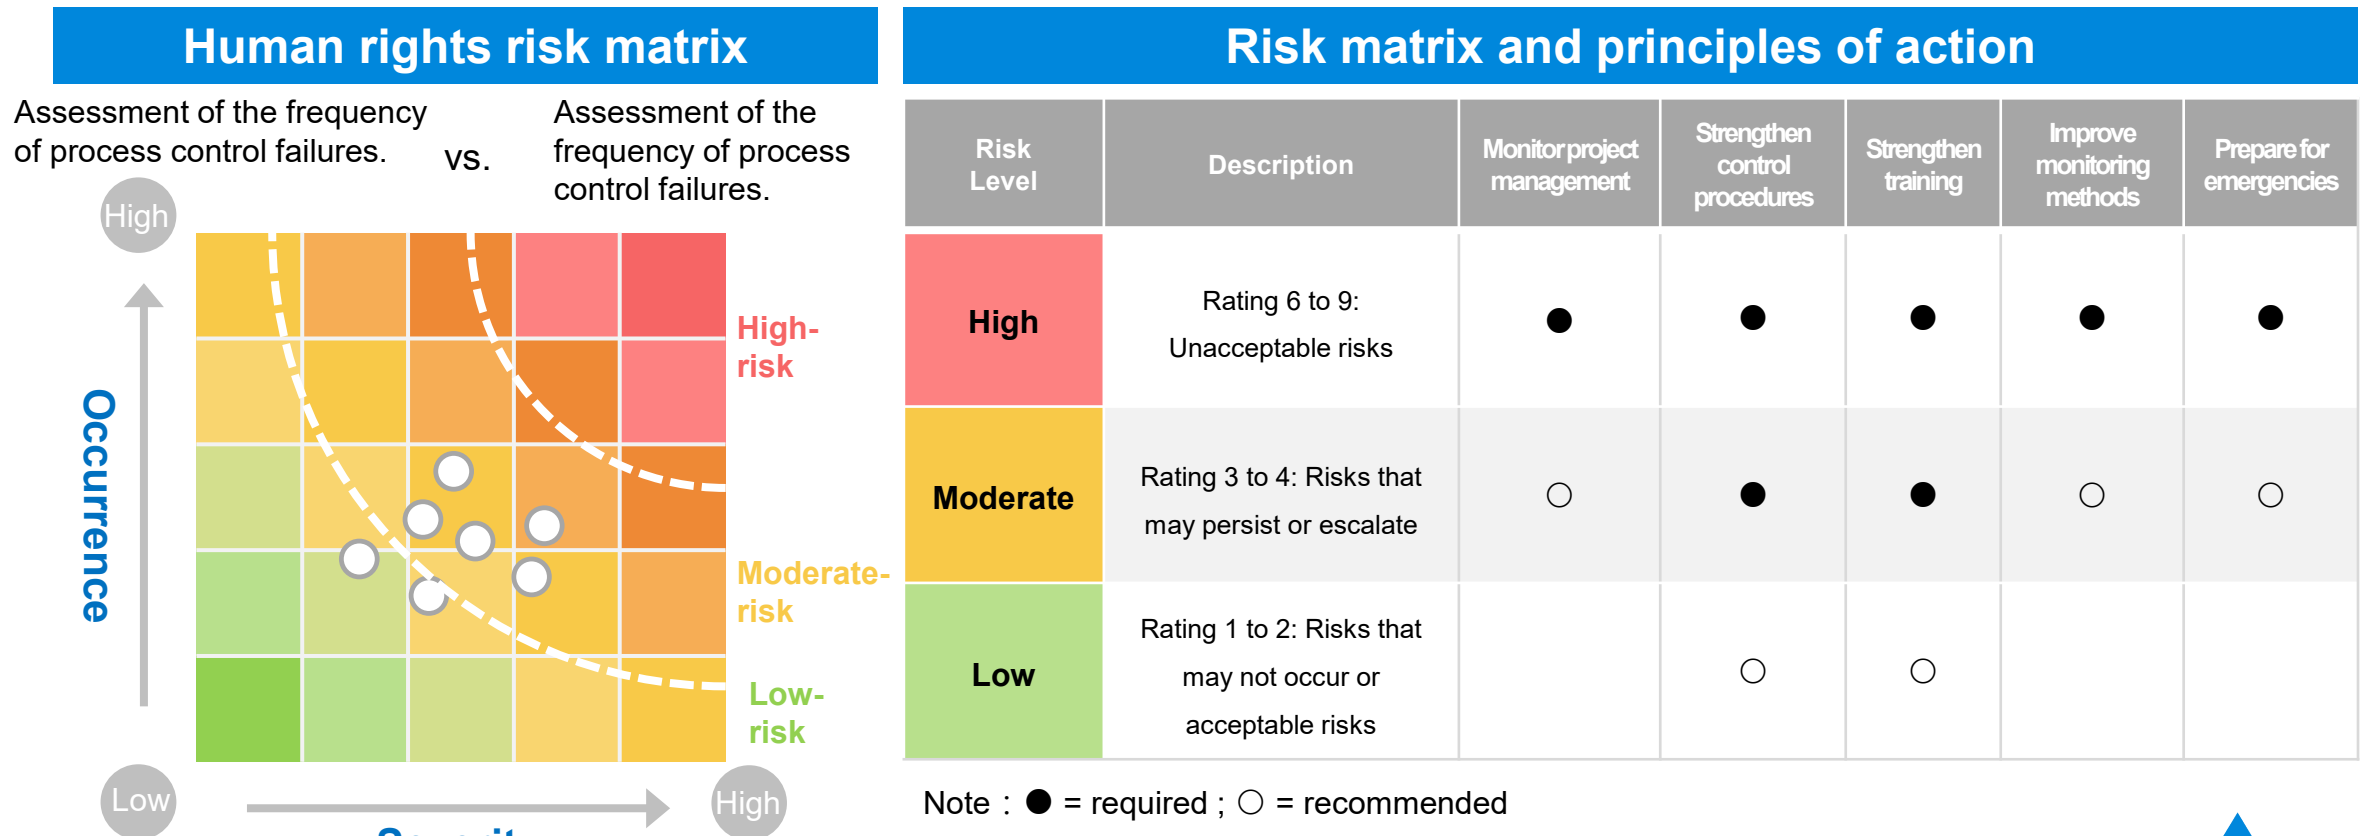 Human rights risk matrix
Assessment of the frequency
of process control failures.
vs.
Assessment of the
frequency of process
control failures.
High
Occurrence
High-
risk
Moderate-
risk
Low-
risk
Low
High
Risk matrix and principles of action
Risk
Level
Description
Monitor project
management
Strengthen
control
procedures
Strengthen
training
Improve
monitoring
methods
Prepare for
emergencies
High
Rating 6 to 9:
Unacceptable risks
● ● ● ● ●
Moderate
Rating 3 to 4: Risks that
may persist or escalate
○ ● ● ○ ○
Low
Rating 1 to 2: Risks that
may not occur or
acceptable risks
○ ○
Note : ● = required ; ○ = recommended